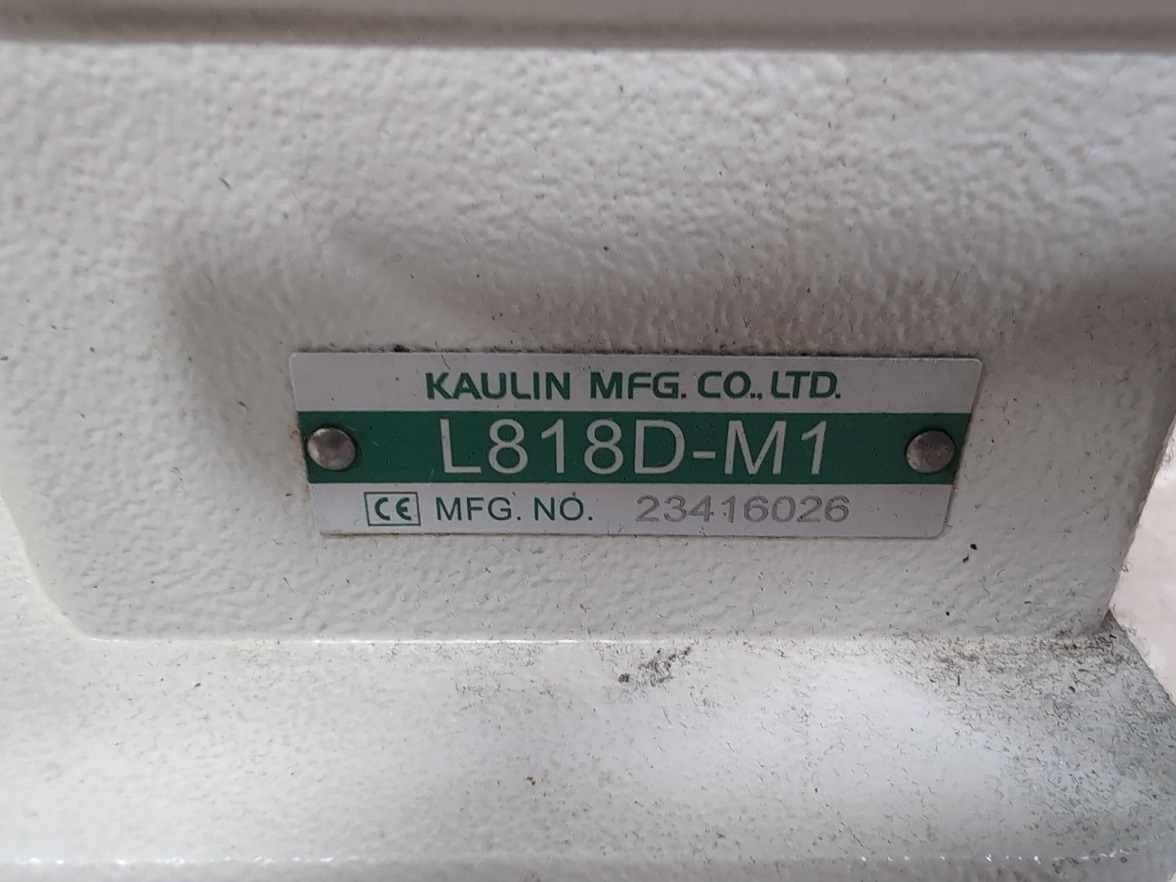 KAULIN MFG. CO., LTD.
L818D-M1
CE MFG. NO. 23416026